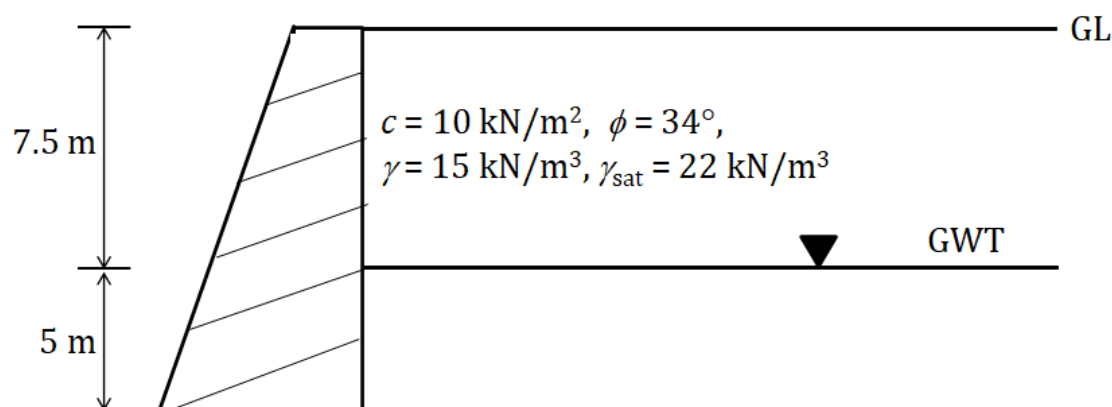 GL
7.5 m
c = 10 kN/m², ϕ = 34°,
γ = 15 kN/m³, γsat = 22 kN/m³
GWT
5 m